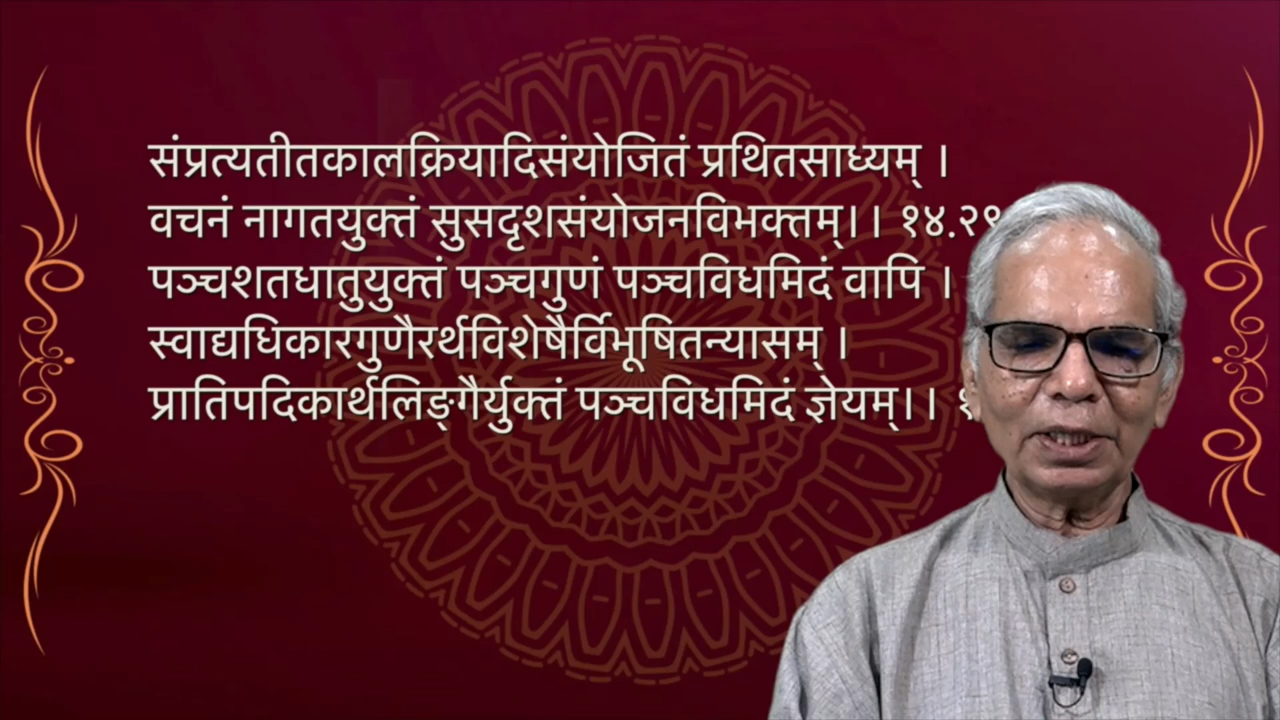 संप्रत्यतीतकालक्रियादिसंयोजितं प्रथितसाध्यम् ।
वचनं नागतयुक्तं सुसदृशसंयोजनविभक्तम्।। १४.२९
पञ्चशतधातुयुक्तं पञ्चगुणं पञ्चविधमिदं वापि ।
स्वाद्यधिकारगुणैरर्थविशेषैर्विभूषितन्यासम् ।
प्रातिपदिकार्थलिङ्गैर्युक्तं पञ्चविधमिदं ज्ञेयम्।।